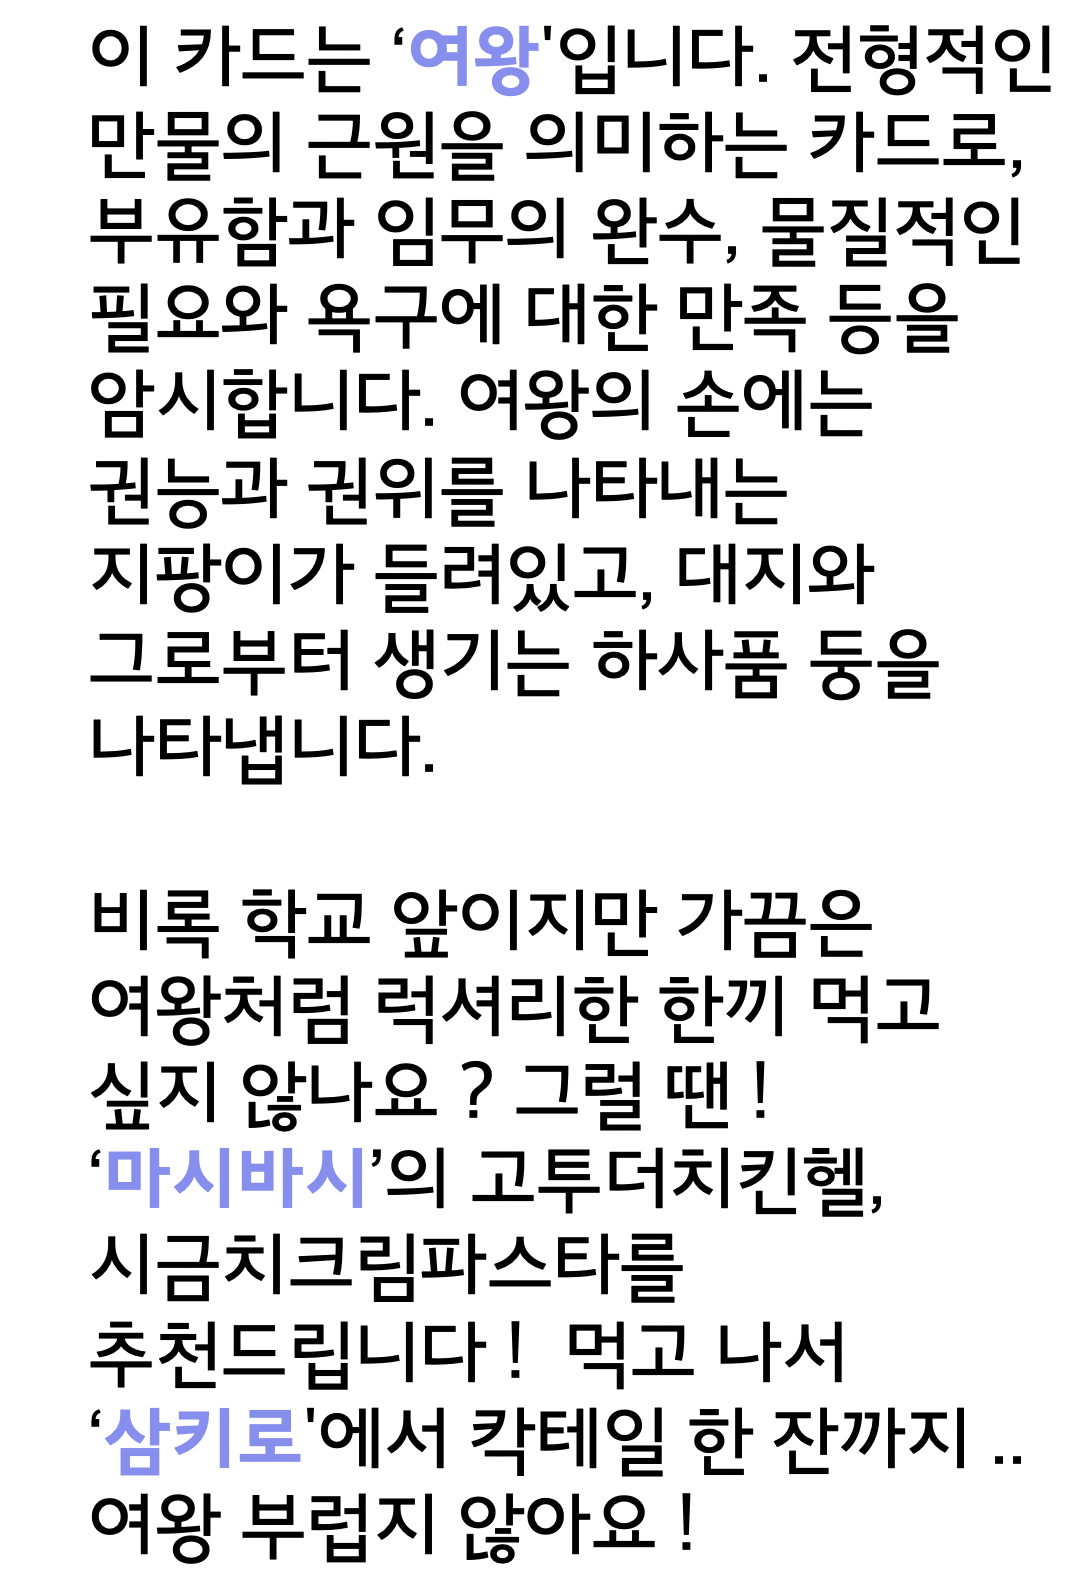 이 카드는 ‘여왕'입니다. 전형적인
만물의 근원을 의미하는 카드로,
부유함과 임무의 완수, 물질적인
필요와 욕구에 대한 만족 등을
암시합니다. 여왕의 손에는
권능과 권위를 나타내는
지팡이가 들려있고, 대지와
그로부터 생기는 하사품 둥을
나타냅니다.
비록 학교 앞이지만 가끔은
여왕처럼 럭셔리한 한끼 먹고
싶지 않나요 ? 그럴 땐 !
‘마시바시’의 고투더치킨헬,
시금치크림파스타를
추천드립니다 ! 먹고 나서
‘삼키로'에서 칵테일 한 잔까지 ..
여왕 부럽지 않아요 !